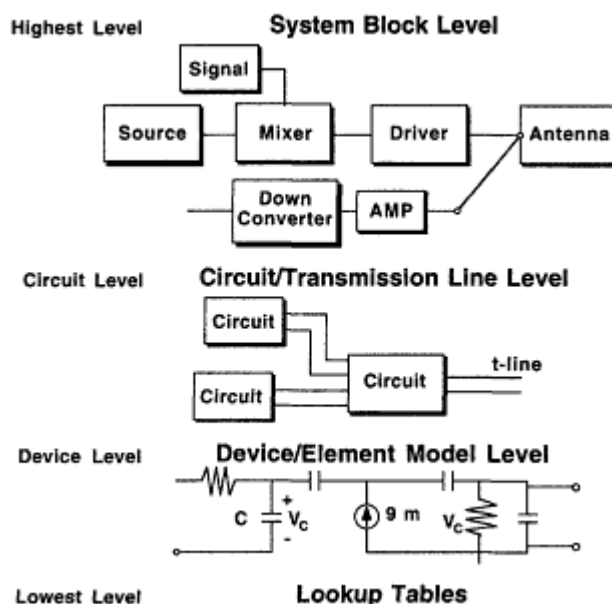 Highest Level
System Block Level
Signal
Source
Mixer
Driver
Antenna
Down
Converter
AMP
Circuit Level
Circuit/Transmission Line Level
Circuit
t-line
Circuit
Circuit
Device Level
Device/Element Model Level
+
C
Vc
-
9 m
Vc
Lowest Level
Lookup Tables